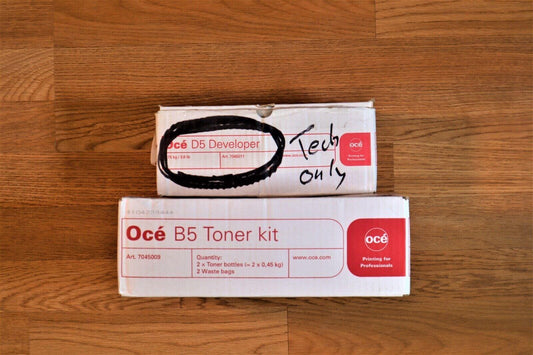 Océ D5 Developer
Art. 7045011
Tech
only
océ
Printing for
Professionals
Océ B5 Toner kit
Art. 7045009
Quantity:
2 × Toner bottles (≈ 2 x 0,45 kg)
2 Waste bags
www.oce.com
océ
Printing for
Professionals